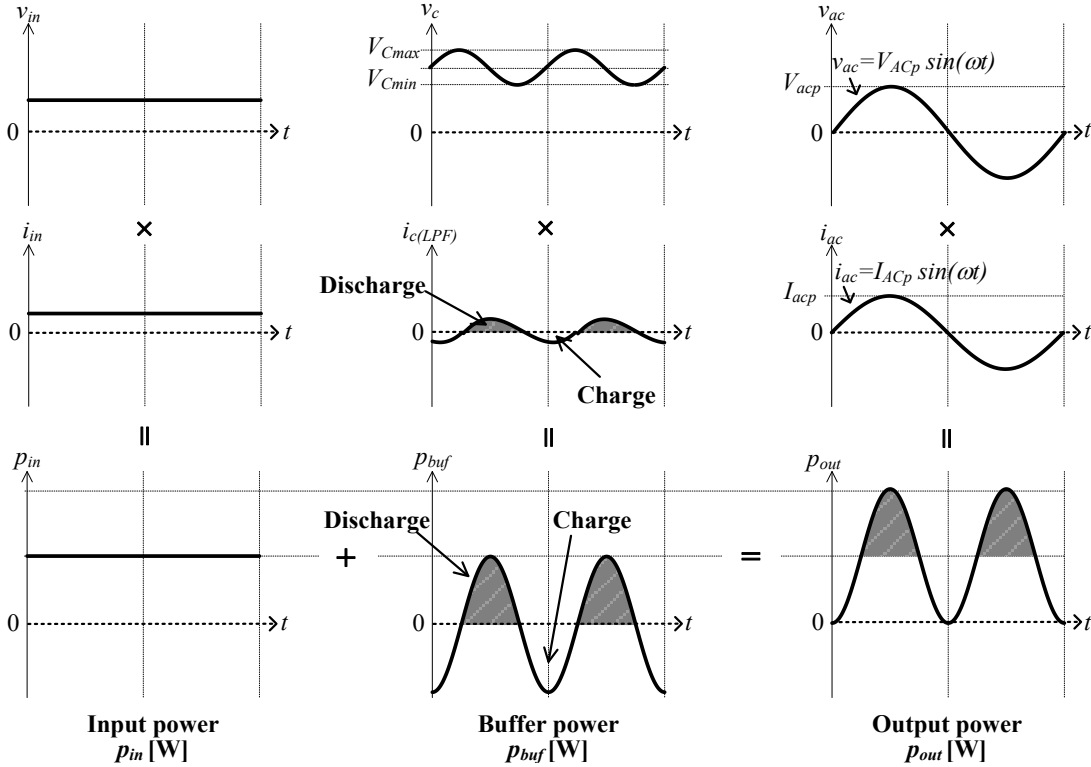 v_in
v_c
v_ac
V_Cmax
V_Cmin
V_acp
v_ac=V_ACp sin(ωt)
0
t
0
t
0
t
×
×
×
i_in
i_c(LPF)
i_ac
Discharge
I_acp
i_ac=I_ACp sin(ωt)
0
t
0
t
0
t
Charge
=
=
=
p_in
p_buf
p_out
Discharge
Charge
+
=
0
t
0
t
0
t
Input power
p_in [W]
Buffer power
p_buf [W]
Output power
p_out [W]